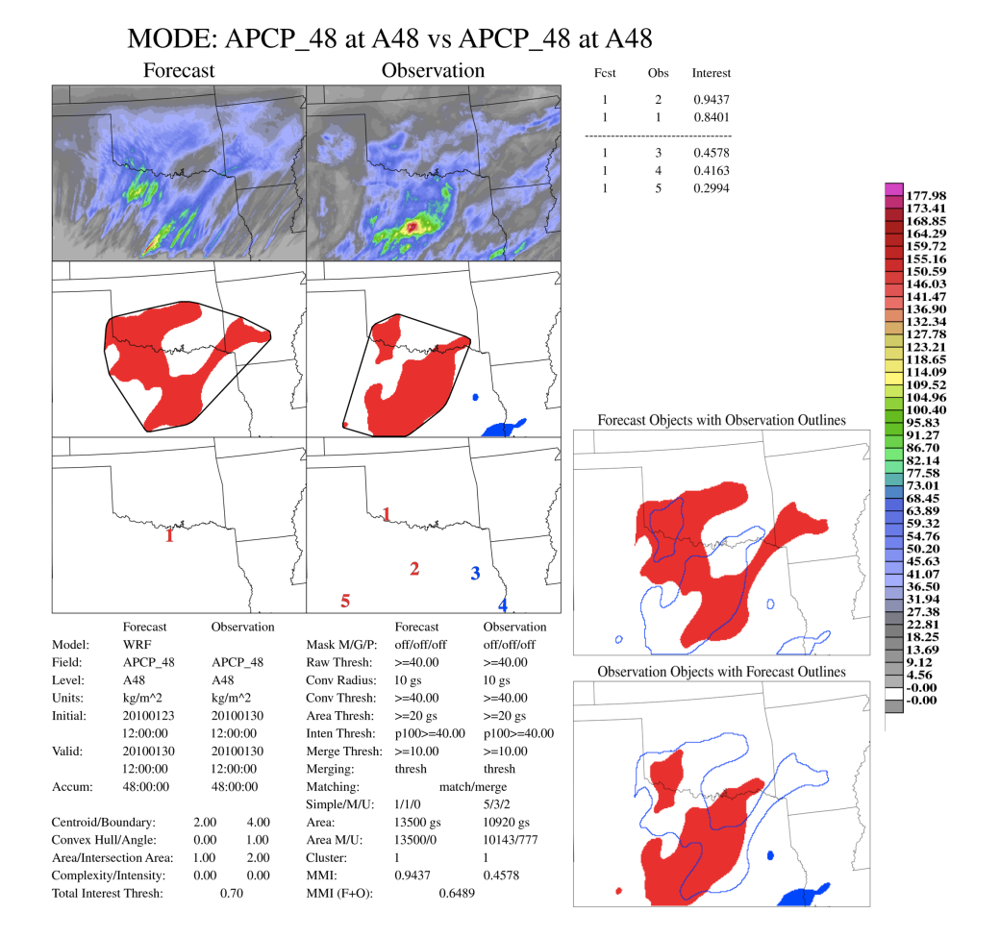 MODE: APCP_48 at A48 vs APCP_48 at A48
Forecast Observation
Fcst Obs Interest
1 2 0.9437
1 1 0.8401
--------------------------------
1 3 0.4578
1 4 0.4163
1 5 0.2994
177.98
173.41
168.85
164.29
159.72
155.16
150.59
146.03
141.47
136.90
132.34
127.78
123.21
118.65
114.09
109.52
104.96
100.40
95.83
91.27
86.70
82.14
77.58
73.01
68.45
63.89
59.32
54.76
50.20
45.63
41.07
36.50
31.94
27.38
22.81
18.25
13.69
9.12
4.56
-0.00
-0.00
1
1
2
3
4
5
Forecast Objects with Observation Outlines
Observation Objects with Forecast Outlines
Forecast Observation
Model: WRF
Field: APCP_48 APCP_48
Level: A48 A48
Units: kg/m^2 kg/m^2
Initial: 20100123 20100130
12:00:00 12:00:00
Valid: 20100130 20100130
12:00:00 12:00:00
Accum: 48:00:00 48:00:00
Centroid/Boundary: 2.00 4.00
Convex Hull/Angle: 0.00 1.00
Area/Intersection Area: 1.00 2.00
Complexity/Intensity: 0.00 0.00
Total Interest Thresh: 0.70
Forecast Observation
Mask M/G/P: off/off/off off/off/off
Raw Thresh: >=40.00 >=40.00
Conv Radius: 10 gs 10 gs
Conv Thresh: >=40.00 >=40.00
Area Thresh: >=20 gs >=20 gs
Inten Thresh: p100>=40.00 p100>=40.00
Merge Thresh: >=10.00 >=10.00
Merging: thresh thresh
Matching: match/merge
Simple/M/U: 1/1/0 5/3/2
Area: 13500 gs 10920 gs
Area M/U: 13500/0 10143/777
Cluster: 1 1
MMI: 0.9437 0.4578
MMI (F+O): 0.6489